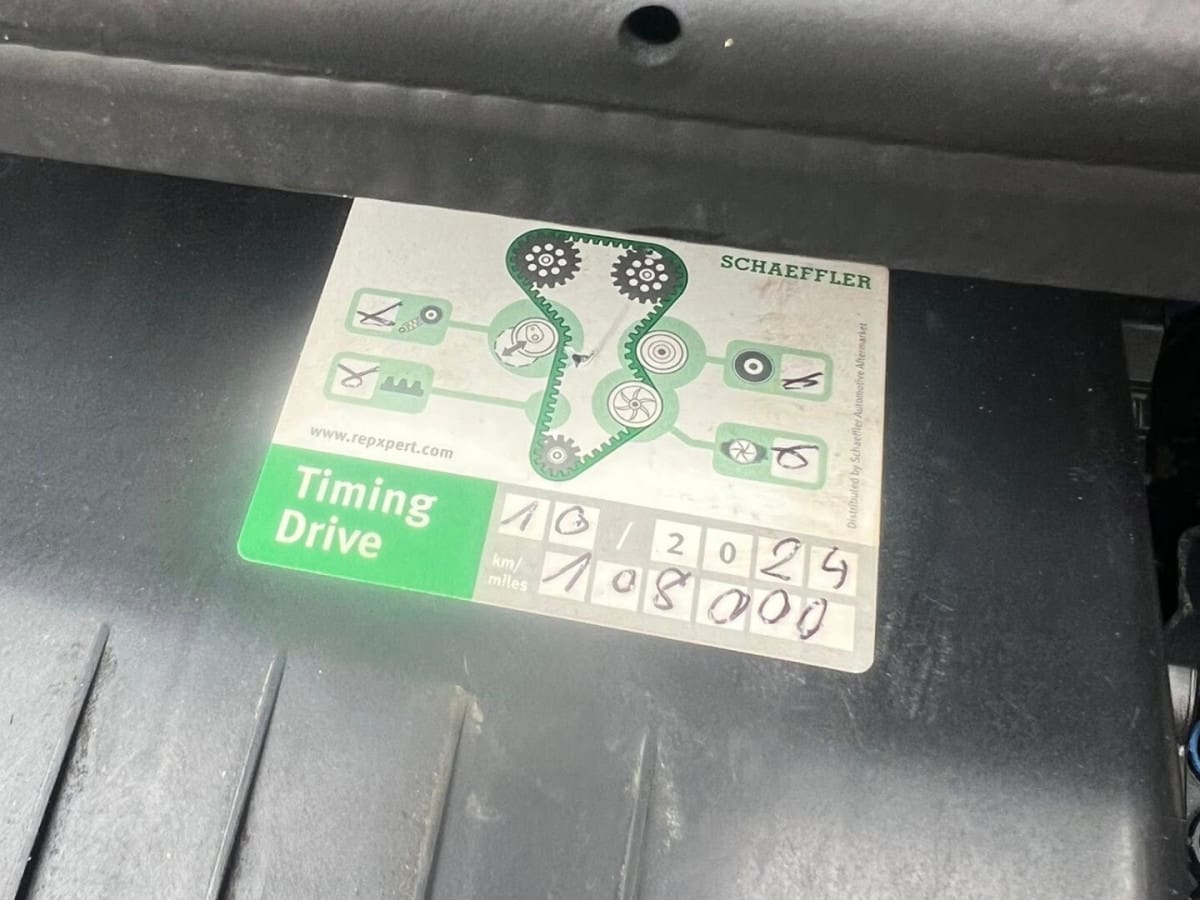 SCHAEFFLER
Distributed by Schaeffler Automotive Aftermarket
www.repxpert.com
Timing
Drive
10 / 2024
km/
miles
108000